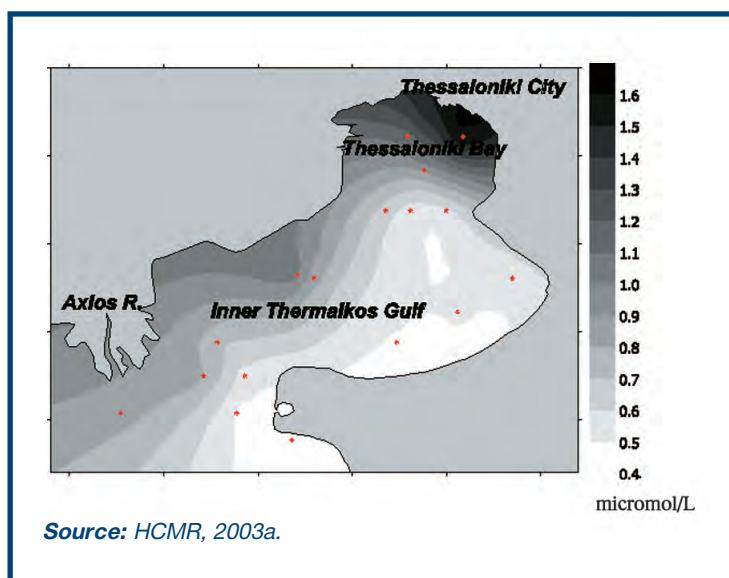 Thessaloniki City
Thessaloniki Bay
Axios R.
Inner Thermaikos Gulf
1.6
1.5
1.4
1.3
1.2
1.1
1.0
0.9
0.8
0.7
0.6
0.5
0.4
micromol/L
Source: HCMR, 2003a.